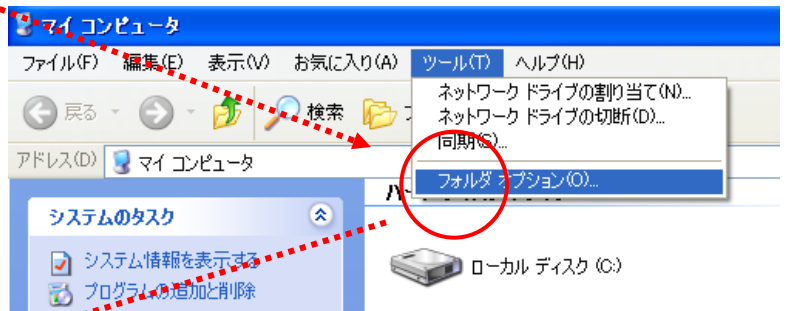 マイ コンピュータ
ファイル(F) 編集(E) 表示(V) お気に入り(A) ツール(T) ヘルプ(H)
ネットワーク ドライブの割り当て(N)...
ネットワーク ドライブの切断(D)...
同期(S)...
フォルダ オプション(O)...
戻る 検索
アドレス(D) マイ コンピュータ
システムのタスク
システム情報を表示する
プログラムの追加と削除
ローカル ディスク (C:)